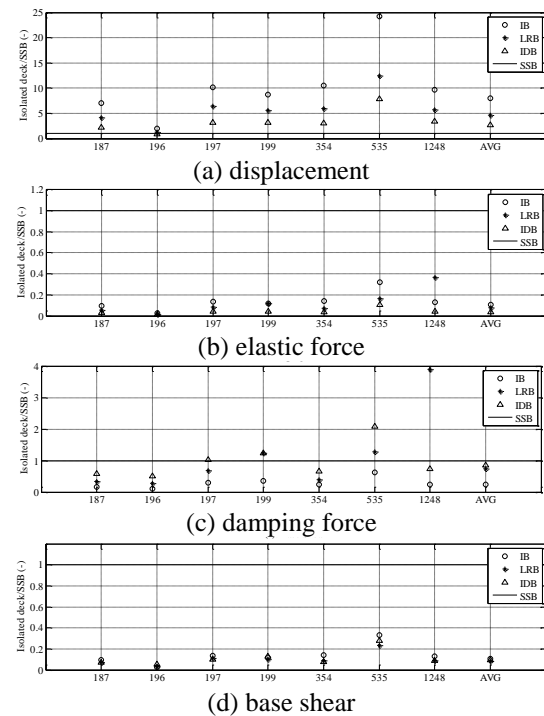 25
20
15
10
5
0
Isolated deck/SSB (-)
IB
LRB
IDB
SSB
187 196 197 199 354 535 1248 AVG
(a) displacement
1.2
1
0.8
0.6
0.4
0.2
0
Isolated deck/SSB (-)
IB
LRB
IDB
SSB
187 196 197 199 354 535 1248 AVG
(b) elastic force
4
3
2
1
0
Isolated deck/SSB (-)
IB
LRB
IDB
SSB
187 196 197 199 354 535 1248 AVG
(c) damping force
1.2
1
0.8
0.6
0.4
0.2
0
Isolated deck/SSB (-)
IB
LRB
IDB
SSB
187 196 197 199 354 535 1248 AVG
(d) base shear